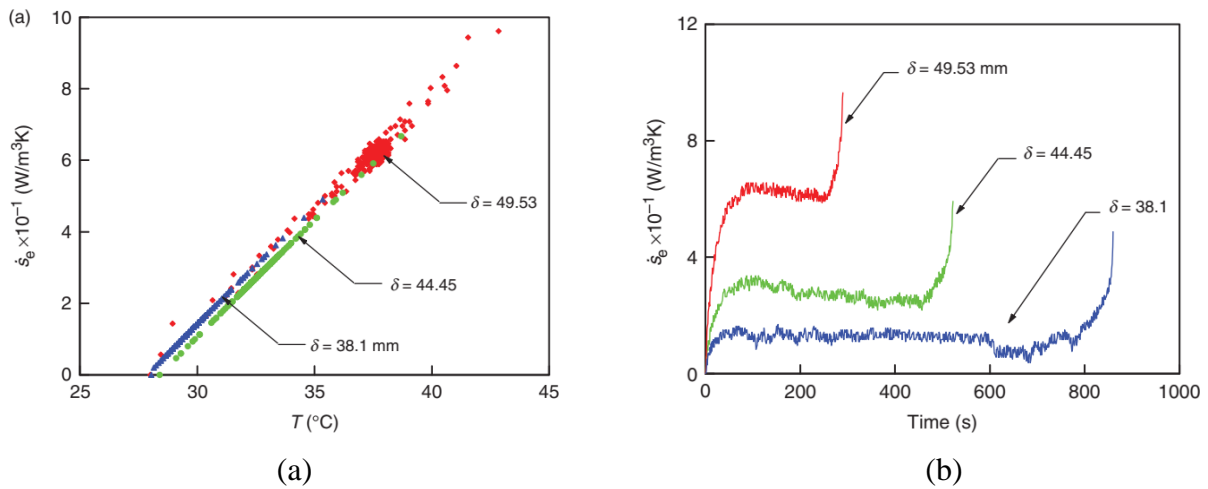 (a)
10
8
6
4
2
0
ṡe ×10−1 (W/m3K)
δ = 49.53
δ = 44.45
δ = 38.1 mm
25 30 35 40 45
T (°C)
(a)
12
8
4
0
ṡe ×10−1 (W/m3K)
δ = 49.53 mm
δ = 44.45
δ = 38.1
0 200 400 600 800 1000
Time (s)
(b)